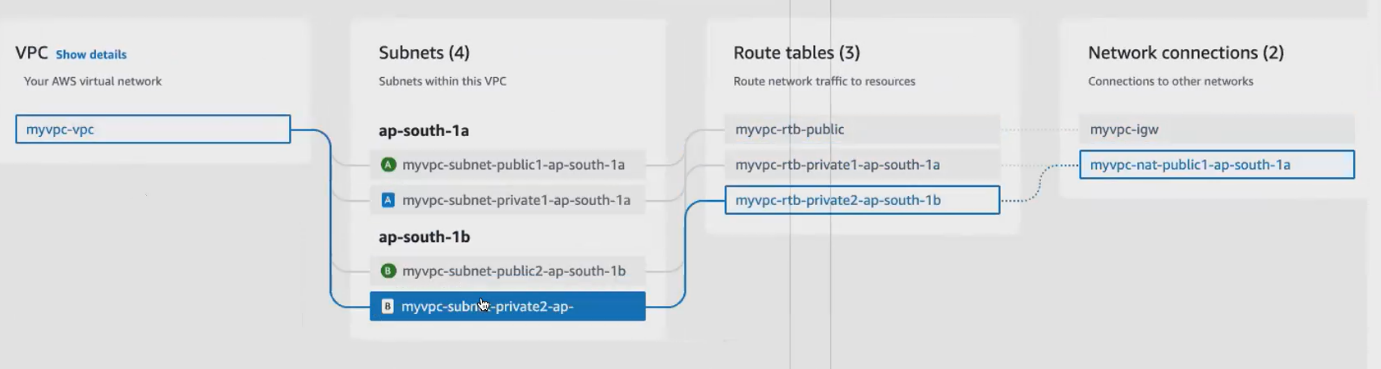 VPC Show details
Your AWS virtual network
myvpc-vpc
Subnets (4)
Subnets within this VPC
ap-south-1a
A myvpc-subnet-public1-ap-south-1a
A myvpc-subnet-private1-ap-south-1a
ap-south-1b
B myvpc-subnet-public2-ap-south-1b
B myvpc-subnet-private2-ap-
Route tables (3)
Route network traffic to resources
myvpc-rtb-public
myvpc-rtb-private1-ap-south-1a
myvpc-rtb-private2-ap-south-1b
Network connections (2)
Connections to other networks
myvpc-igw
myvpc-nat-public1-ap-south-1a